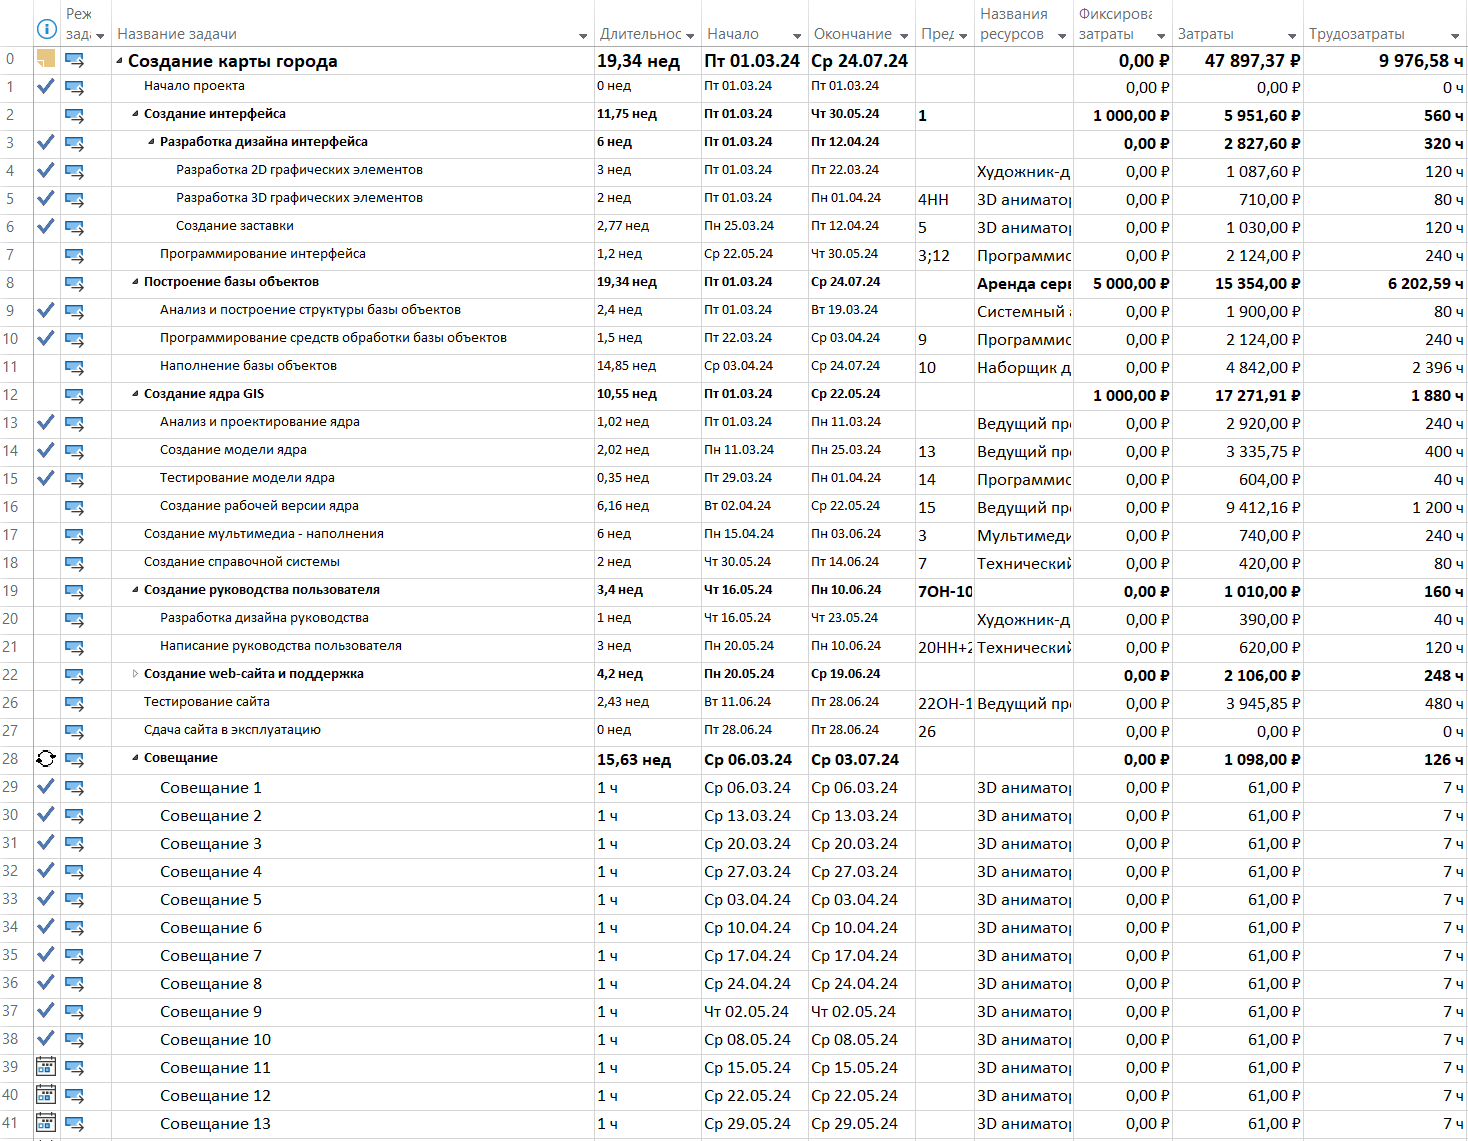 Реж зада Название задачи Длительнос Начало Окончание Пред Названия ресурсов Фиксирова затраты Затраты Трудозатраты
0 Создание карты города 19,34 нед Пт 01.03.24 Ср 24.07.24 0,00 ₽ 47 897,37 ₽ 9 976,58 ч
1 Начало проекта 0 нед Пт 01.03.24 Пт 01.03.24 0,00 ₽ 0,00 ₽ 0 ч
2 Создание интерфейса 11,75 нед Пт 01.03.24 Чт 30.05.24 1 1 000,00 ₽ 5 951,60 ₽ 560 ч
3 Разработка дизайна интерфейса 6 нед Пт 01.03.24 Пт 12.04.24 0,00 ₽ 2 827,60 ₽ 320 ч
4 Разработка 2D графических элементов 3 нед Пт 01.03.24 Пт 22.03.24 Художник-д 0,00 ₽ 1 087,60 ₽ 120 ч
5 Разработка 3D графических элементов 2 нед Пт 01.03.24 Пн 01.04.24 4НН 3D аниматор 0,00 ₽ 710,00 ₽ 80 ч
6 Создание заставки 2,77 нед Пн 25.03.24 Пт 12.04.24 5 3D аниматор 0,00 ₽ 1 030,00 ₽ 120 ч
7 Программирование интерфейса 1,2 нед Ср 22.05.24 Чт 30.05.24 3;12 Программис 0,00 ₽ 2 124,00 ₽ 240 ч
8 Построение базы объектов 19,34 нед Пт 01.03.24 Ср 24.07.24 Аренда серв 5 000,00 ₽ 15 354,00 ₽ 6 202,59 ч
9 Анализ и построение структуры базы объектов 2,4 нед Пт 01.03.24 Вт 19.03.24 Системный а 0,00 ₽ 1 900,00 ₽ 80 ч
10 Программирование средств обработки базы объектов 1,5 нед Пт 22.03.24 Ср 03.04.24 9 Программис 0,00 ₽ 2 124,00 ₽ 240 ч
11 Наполнение базы объектов 14,85 нед Ср 03.04.24 Ср 24.07.24 10 Наборщик д 0,00 ₽ 4 842,00 ₽ 2 396 ч
12 Создание ядра GIS 10,55 нед Пт 01.03.24 Ср 22.05.24 1 000,00 ₽ 17 271,91 ₽ 1 880 ч
13 Анализ и проектирование ядра 1,02 нед Пт 01.03.24 Пн 11.03.24 Ведущий про 0,00 ₽ 2 920,00 ₽ 240 ч
14 Создание модели ядра 2,02 нед Пн 11.03.24 Пн 25.03.24 13 Ведущий про 0,00 ₽ 3 335,75 ₽ 400 ч
15 Тестирование модели ядра 0,35 нед Пт 29.03.24 Пн 01.04.24 14 Программис 0,00 ₽ 604,00 ₽ 40 ч
16 Создание рабочей версии ядра 6,16 нед Вт 02.04.24 Ср 22.05.24 15 Ведущий про 0,00 ₽ 9 412,16 ₽ 1 200 ч
17 Создание мультимедиа - наполнения 6 нед Пн 15.04.24 Пн 03.06.24 3 Мультимеди 0,00 ₽ 740,00 ₽ 240 ч
18 Создание справочной системы 2 нед Чт 30.05.24 Пт 14.06.24 7 Технический 0,00 ₽ 420,00 ₽ 80 ч
19 Создание руководства пользователя 3,4 нед Чт 16.05.24 Пн 10.06.24 7ОН-10 0,00 ₽ 1 010,00 ₽ 160 ч
20 Разработка дизайна руководства 1 нед Чт 16.05.24 Чт 23.05.24 Художник-д 0,00 ₽ 390,00 ₽ 40 ч
21 Написание руководства пользователя 3 нед Пн 20.05.24 Пн 10.06.24 20НН+2 Технический 0,00 ₽ 620,00 ₽ 120 ч
22 Создание web-сайта и поддержка 4,2 нед Пн 20.05.24 Ср 19.06.24 0,00 ₽ 2 106,00 ₽ 248 ч
26 Тестирование сайта 2,43 нед Вт 11.06.24 Пт 28.06.24 22ОН-1 Ведущий про 0,00 ₽ 3 945,85 ₽ 480 ч
27 Сдача сайта в эксплуатацию 0 нед Пт 28.06.24 Пт 28.06.24 26 0,00 ₽ 0,00 ₽ 0 ч
28 Совещание 15,63 нед Ср 06.03.24 Ср 03.07.24 0,00 ₽ 1 098,00 ₽ 126 ч
29 Совещание 1 1 ч Ср 06.03.24 Ср 06.03.24 3D аниматор 0,00 ₽ 61,00 ₽ 7 ч
30 Совещание 2 1 ч Ср 13.03.24 Ср 13.03.24 3D аниматор 0,00 ₽ 61,00 ₽ 7 ч
31 Совещание 3 1 ч Ср 20.03.24 Ср 20.03.24 3D аниматор 0,00 ₽ 61,00 ₽ 7 ч
32 Совещание 4 1 ч Ср 27.03.24 Ср 27.03.24 3D аниматор 0,00 ₽ 61,00 ₽ 7 ч
33 Совещание 5 1 ч Ср 03.04.24 Ср 03.04.24 3D аниматор 0,00 ₽ 61,00 ₽ 7 ч
34 Совещание 6 1 ч Ср 10.04.24 Ср 10.04.24 3D аниматор 0,00 ₽ 61,00 ₽ 7 ч
35 Совещание 7 1 ч Ср 17.04.24 Ср 17.04.24 3D аниматор 0,00 ₽ 61,00 ₽ 7 ч
36 Совещание 8 1 ч Ср 24.04.24 Ср 24.04.24 3D аниматор 0,00 ₽ 61,00 ₽ 7 ч
37 Совещание 9 1 ч Чт 02.05.24 Чт 02.05.24 3D аниматор 0,00 ₽ 61,00 ₽ 7 ч
38 Совещание 10 1 ч Ср 08.05.24 Ср 08.05.24 3D аниматор 0,00 ₽ 61,00 ₽ 7 ч
39 Совещание 11 1 ч Ср 15.05.24 Ср 15.05.24 3D аниматор 0,00 ₽ 61,00 ₽ 7 ч
40 Совещание 12 1 ч Ср 22.05.24 Ср 22.05.24 3D аниматор 0,00 ₽ 61,00 ₽ 7 ч
41 Совещание 13 1 ч Ср 29.05.24 Ср 29.05.24 3D аниматор 0,00 ₽ 61,00 ₽ 7 ч